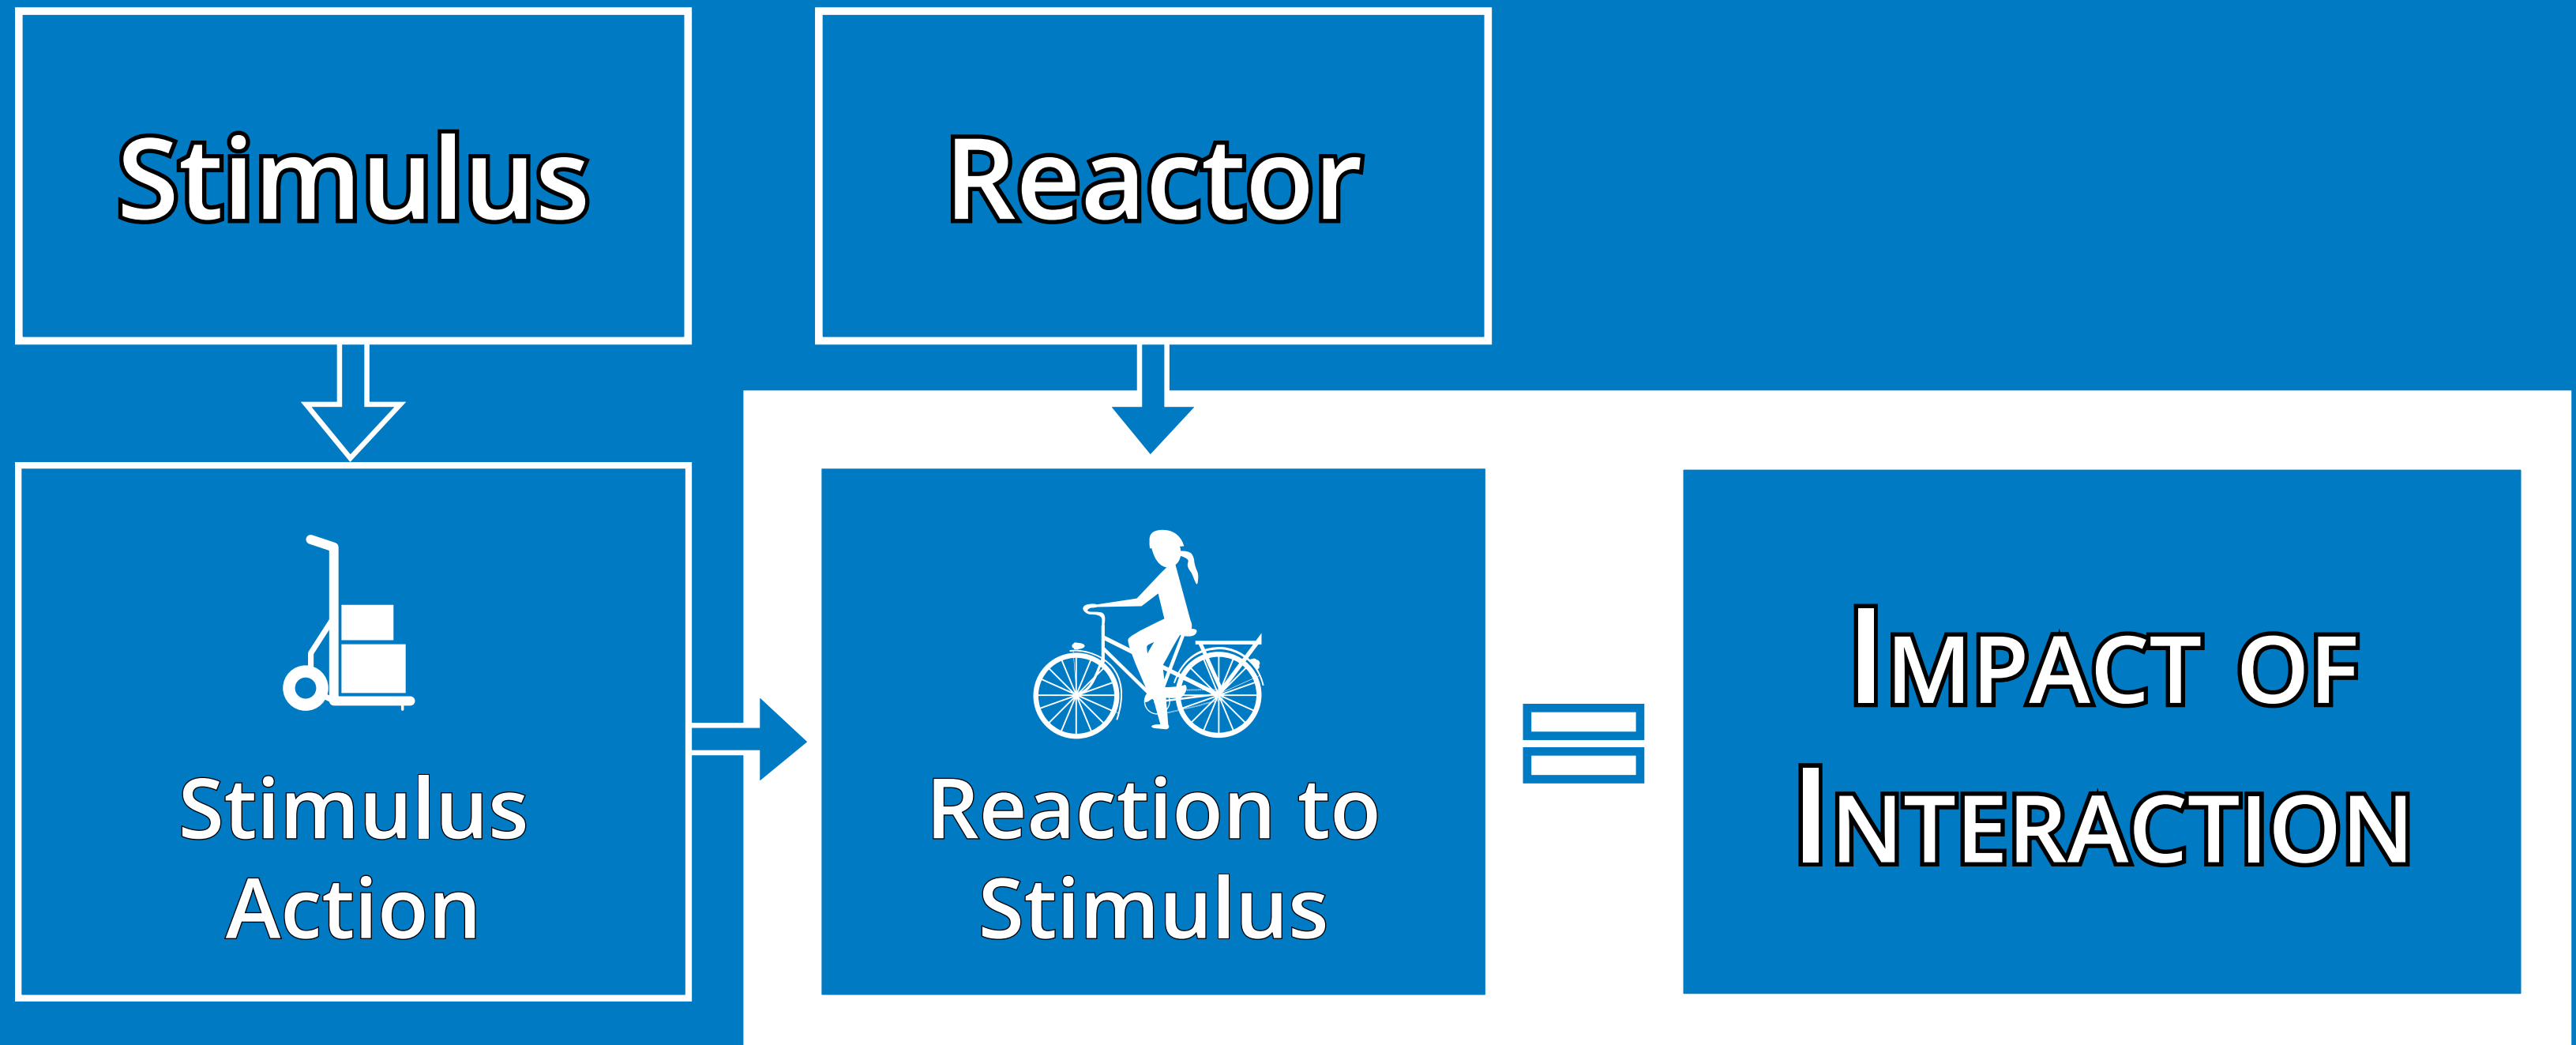 Stimulus
Reactor
Stimulus
Action
Reaction to
Stimulus
IMPACT OF
INTERACTION